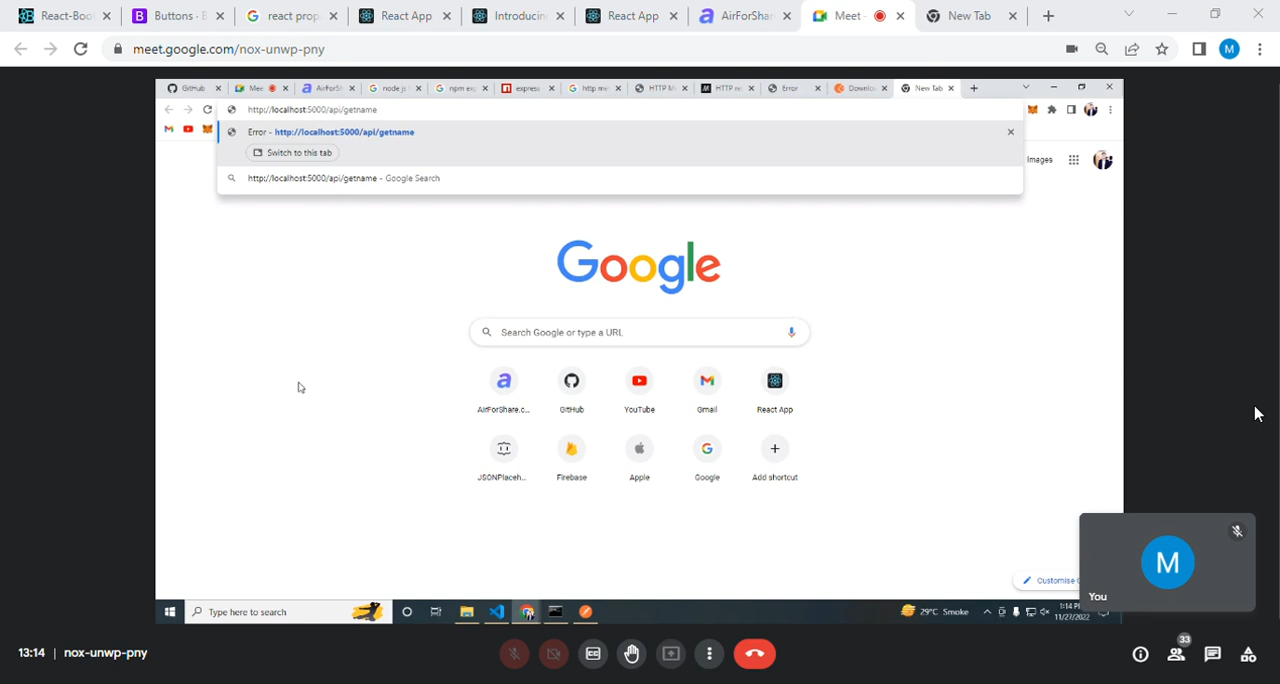 React-Boo
Buttons - B
react prop
React App
Introducin
React App
AirForShar
Meet -
New Tab
meet.google.com/nox-unwp-pny
M
GitHub
Mee
AirForSh
node js
npm ex
express
http me
HTTP M
HTTP re
Error
Downlo
New Tab
http://localhost:5000/api/getname
Error - http://localhost:5000/api/getname
Switch to this tab
Images
http://localhost:5000/api/getname - Google Search
Google
Search Google or type a URL
AirForShare.c...
GitHub
YouTube
Gmail
React App
JSONPlaceh...
Firebase
Apple
Google
Add shortcut
Customise
M
You
Type here to search
29°C Smoke
1:14 P
11/27/2022
13:14 | nox-unwp-pny
CC
33